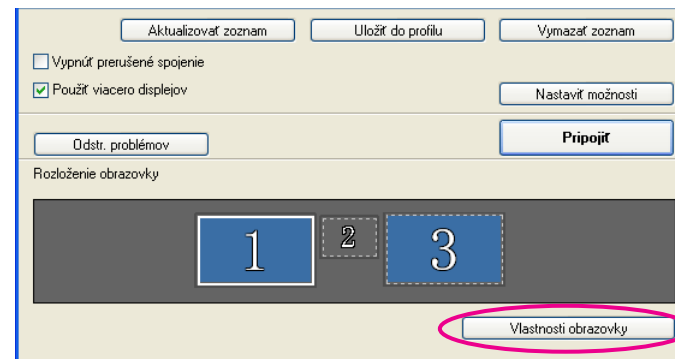 Aktualizovať zoznam Uložiť do profilu Vymazať zoznam
Vypnúť prerušené spojenie
Použiť viacero displejov
Nastaviť možnosti
Odstr. problémov Pripojiť
Rozloženie obrazovky
1 2 3
Vlastnosti obrazovky